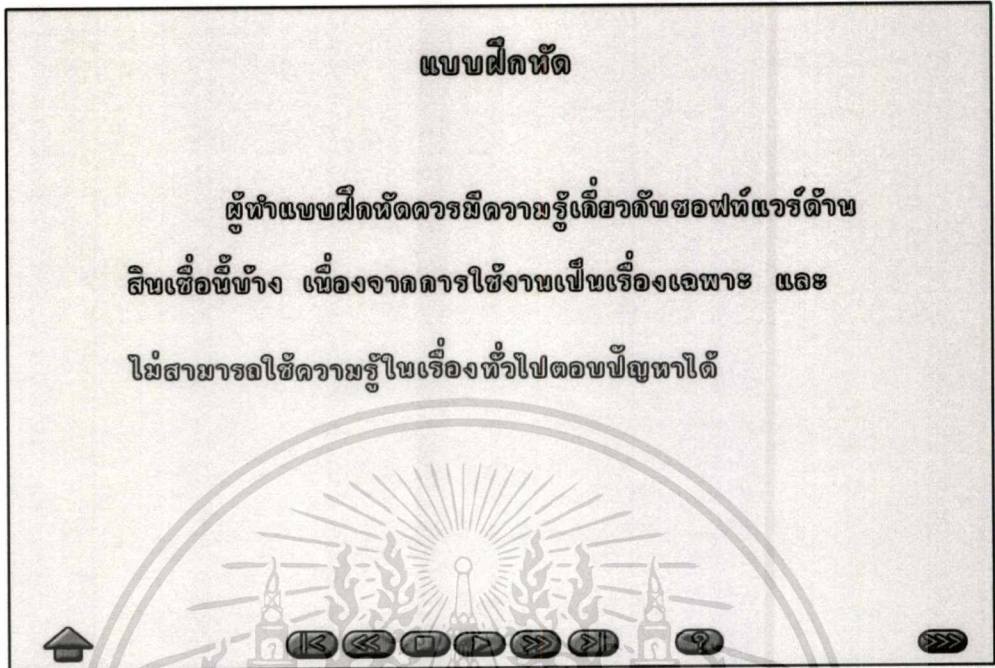 แบบฝึกหัด
ผู้ทำแบบฝึกหัดควรมีความรู้เกี่ยวกับซอฟท์แวร์ด้าน
สินเชื่อนี้บ้าง เนื่องจากการใช้งานเป็นเรื่องเฉพาะ และ
ไม่สามารถใช้ความรู้ในเรื่องทั่วไปตอบปัญหาได้